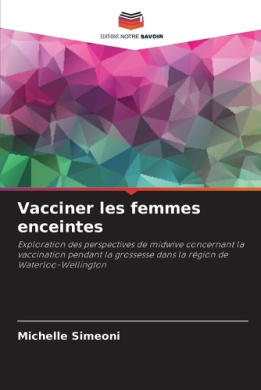 EDITIONS NOTRE SAVOIR
Vacciner les femmes
enceintes
Exploration des perspectives de midwive concernant la
vaccination pendant la grossesse dans la région de
Waterloo-Wellington
Michelle Simeoni